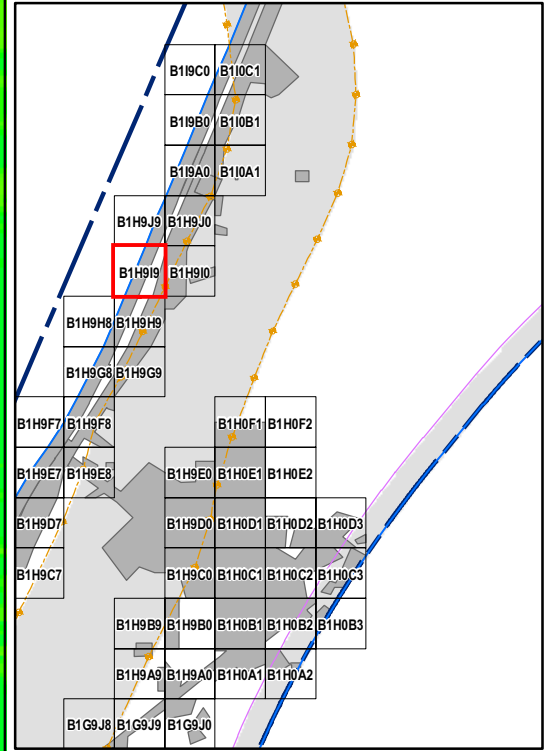 B1I9C0 B1I0C1
B1I9B0 B1I0B1
B1I9A0 B1I0A1
B1H9J9 B1H9J0
B1H9I9 B1H9I0
B1H9H8 B1H9H9
B1H9G8 B1H9G9
B1H9F7 B1H9F8 B1H0F1 B1H0F2
B1H9E7 B1H9E8 B1H9E0 B1H0E1 B1H0E2
B1H9D7 B1H9D0 B1H0D1 B1H0D2 B1H0D3
B1H9C7 B1H9C0 B1H0C1 B1H0C2 B1H0C3
B1H9B9 B1H9B0 B1H0B1 B1H0B2 B1H0B3
B1H9A9 B1H9A0 B1H0A1 B1H0A2
B1G9J8 B1G9J9 B1G9J0